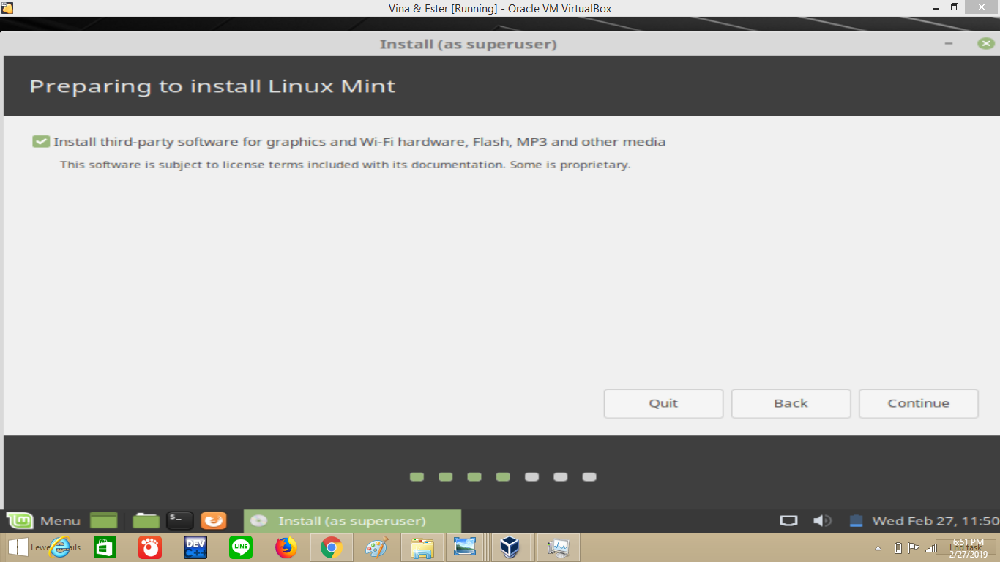 Vina & Ester [Running] - Oracle VM VirtualBox
Install (as superuser)
Preparing to install Linux Mint
Install third-party software for graphics and Wi-Fi hardware, Flash, MP3 and other media
This software is subject to license terms included with its documentation. Some is proprietary.
Quit Back Continue
Menu $_ Install (as superuser) Wed Feb 27, 11:50
DEV C++ LINE 6:51 PM
End task
2/27/2019